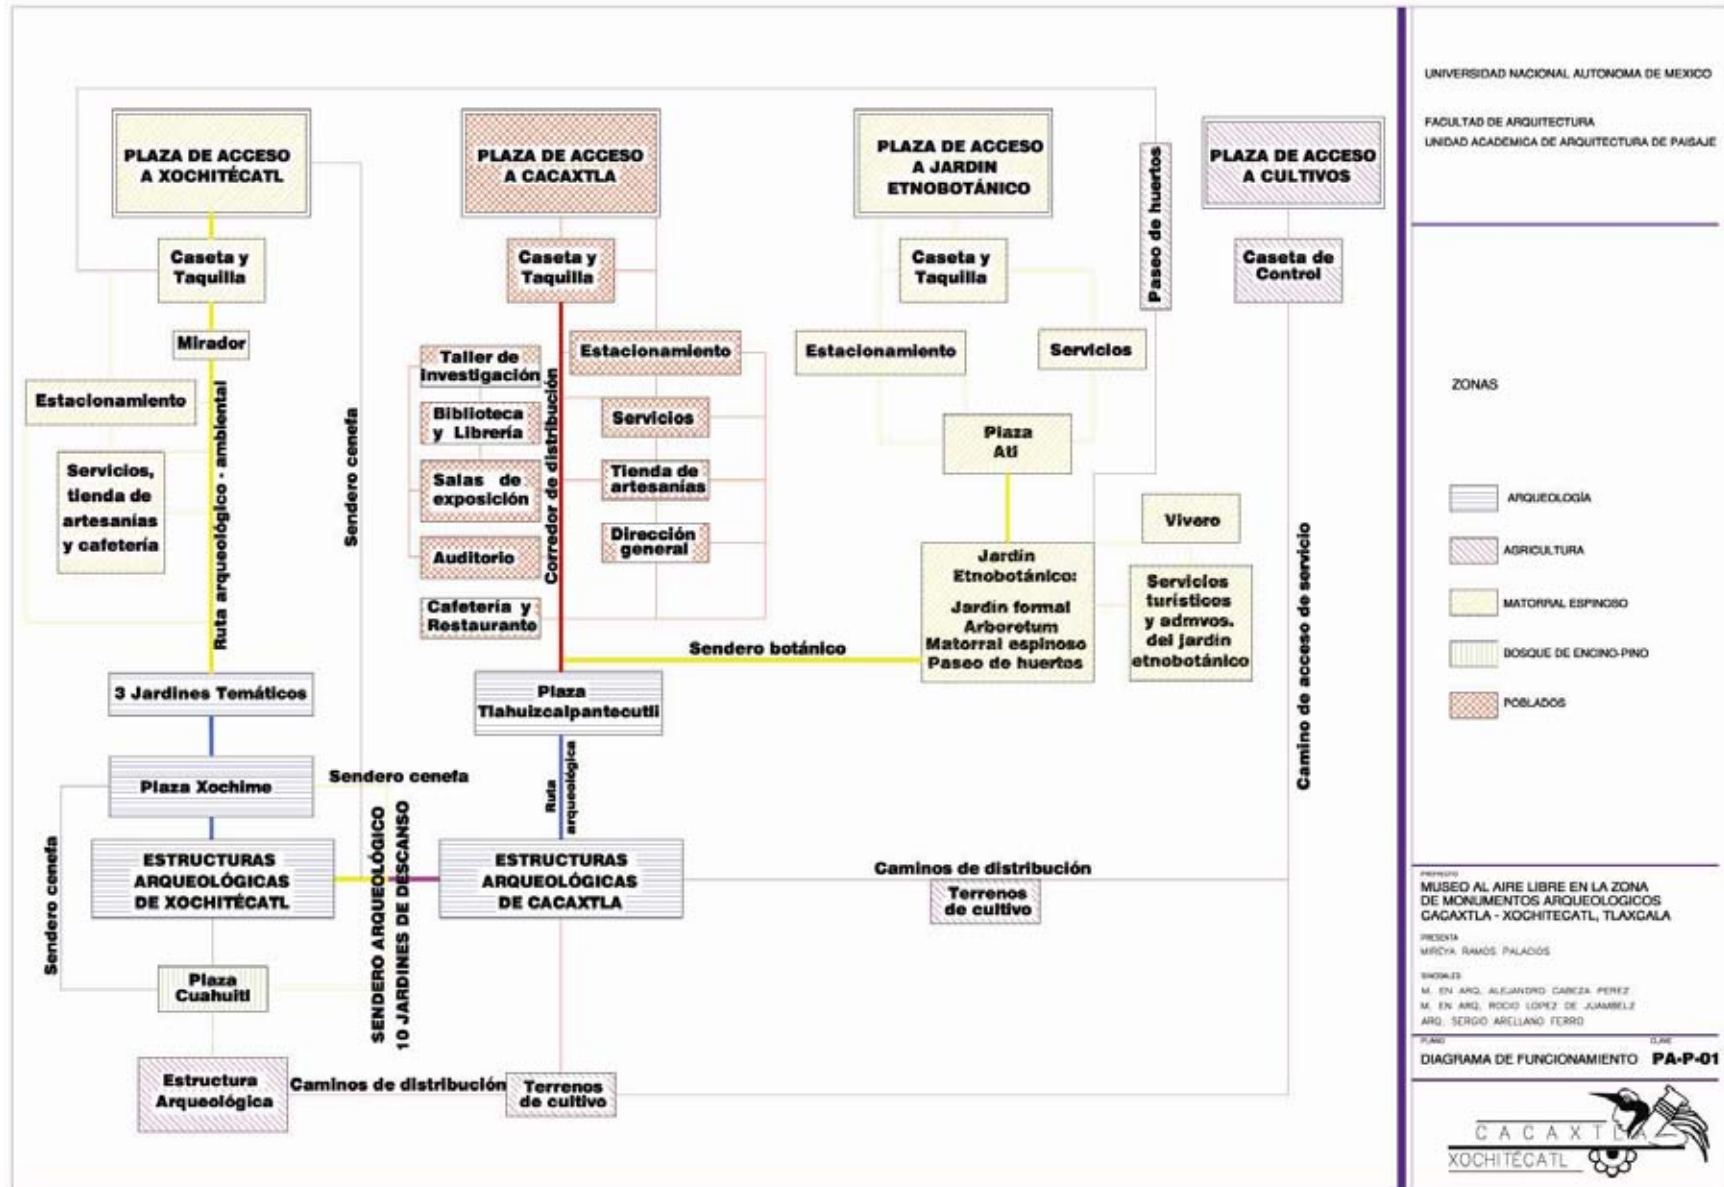 PLAZA DE ACCESO
A XOCHITÉCATL
PLAZA DE ACCESO
A CACAXTLA
PLAZA DE ACCESO
A JARDIN
ETNOBOTÁNICO
PLAZA DE ACCESO
A CULTIVOS
Caseta y
Taquilla
Caseta y
Taquilla
Caseta y
Taquilla
Paseo de huertos
Caseta de
Control
Mirador
Estacionamiento
Servicios,
tienda de
artesanías
y cafetería
Ruta arqueológico - ambiental
Sendero cenefa
Taller de
investigación
Biblioteca
y Librería
Salas de
exposición
Auditorio
Cafetería y
Restaurante
Corredor de distribución
Estacionamiento
Servicios
Tienda de
artesanías
Dirección
general
Estacionamiento
Servicios
Plaza
Atl
Jardín
Etnobotánico:
Jardín formal
Arboretum
Matorral espinoso
Paseo de huertos
Vivero
Servicios
turísticos
y admvos.
del jardín
etnobotánico
Sendero botánico
Camino de acceso de servicio
3 Jardines Temáticos
Plaza
Tlahuizcalpantecutli
Plaza Xochime
Sendero cenefa
Ruta
arqueológica
Sendero cenefa
ESTRUCTURAS
ARQUEOLÓGICAS
DE XOCHITÉCATL
SENDERO ARQUEOLÓGICO
10 JARDINES DE DESCANSO
ESTRUCTURAS
ARQUEOLÓGICAS
DE CACAXTLA
Caminos de distribución
Terrenos
de cultivo
Plaza
Cuahuitl
Estructura
Arqueológica
Caminos de distribución
Terrenos
de cultivo
UNIVERSIDAD NACIONAL AUTONOMA DE MEXICO
FACULTAD DE ARQUITECTURA
UNIDAD ACADEMICA DE ARQUITECTURA DE PAISAJE
ZONAS
ARQUEOLOGÍA
AGRICULTURA
MATORRAL ESPINOSO
BOSQUE DE ENCINO-PINO
POBLADOS
PROYECTO
MUSEO AL AIRE LIBRE EN LA ZONA
DE MONUMENTOS ARQUEOLOGICOS
CACAXTLA - XOCHITECATL, TLAXCALA
PRESENTA
MIREYA RAMOS PALACIOS
SINODALES
M. EN ARQ. ALEJANDRO CABEZA PEREZ
M. EN ARQ. ROCIO LOPEZ DE JUAMBELZ
ARQ. SERGIO ARELLANO FERRO
PLANO
CLAVE
DIAGRAMA DE FUNCIONAMIENTO PA-P-01
CACAXTLA
XOCHITÉCATL